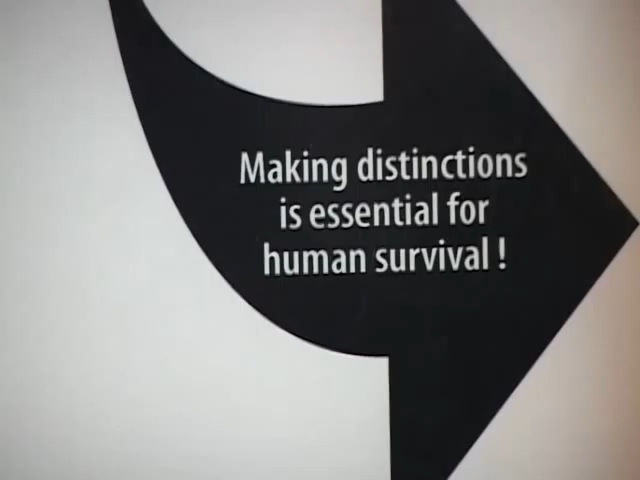 Making distinctions
is essential for
human survival !